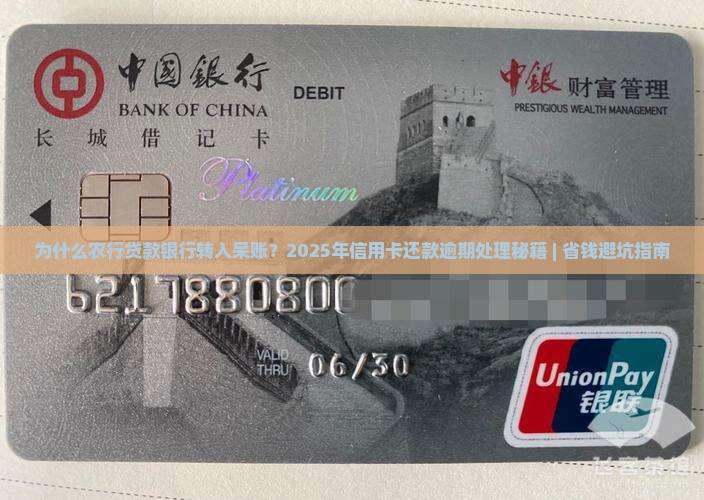 中國銀行
BANK OF CHINA
DEBIT
长城借记卡
中銀 财富管理
PRESTIGIOUS WEALTH MANAGEMENT
Platinum
为什么农行贷款银行转入呆账？2025年信用卡还款逾期处理秘籍 | 省钱避坑指南
6217880800
VALID
THRU
06/30
UnionPay
银联